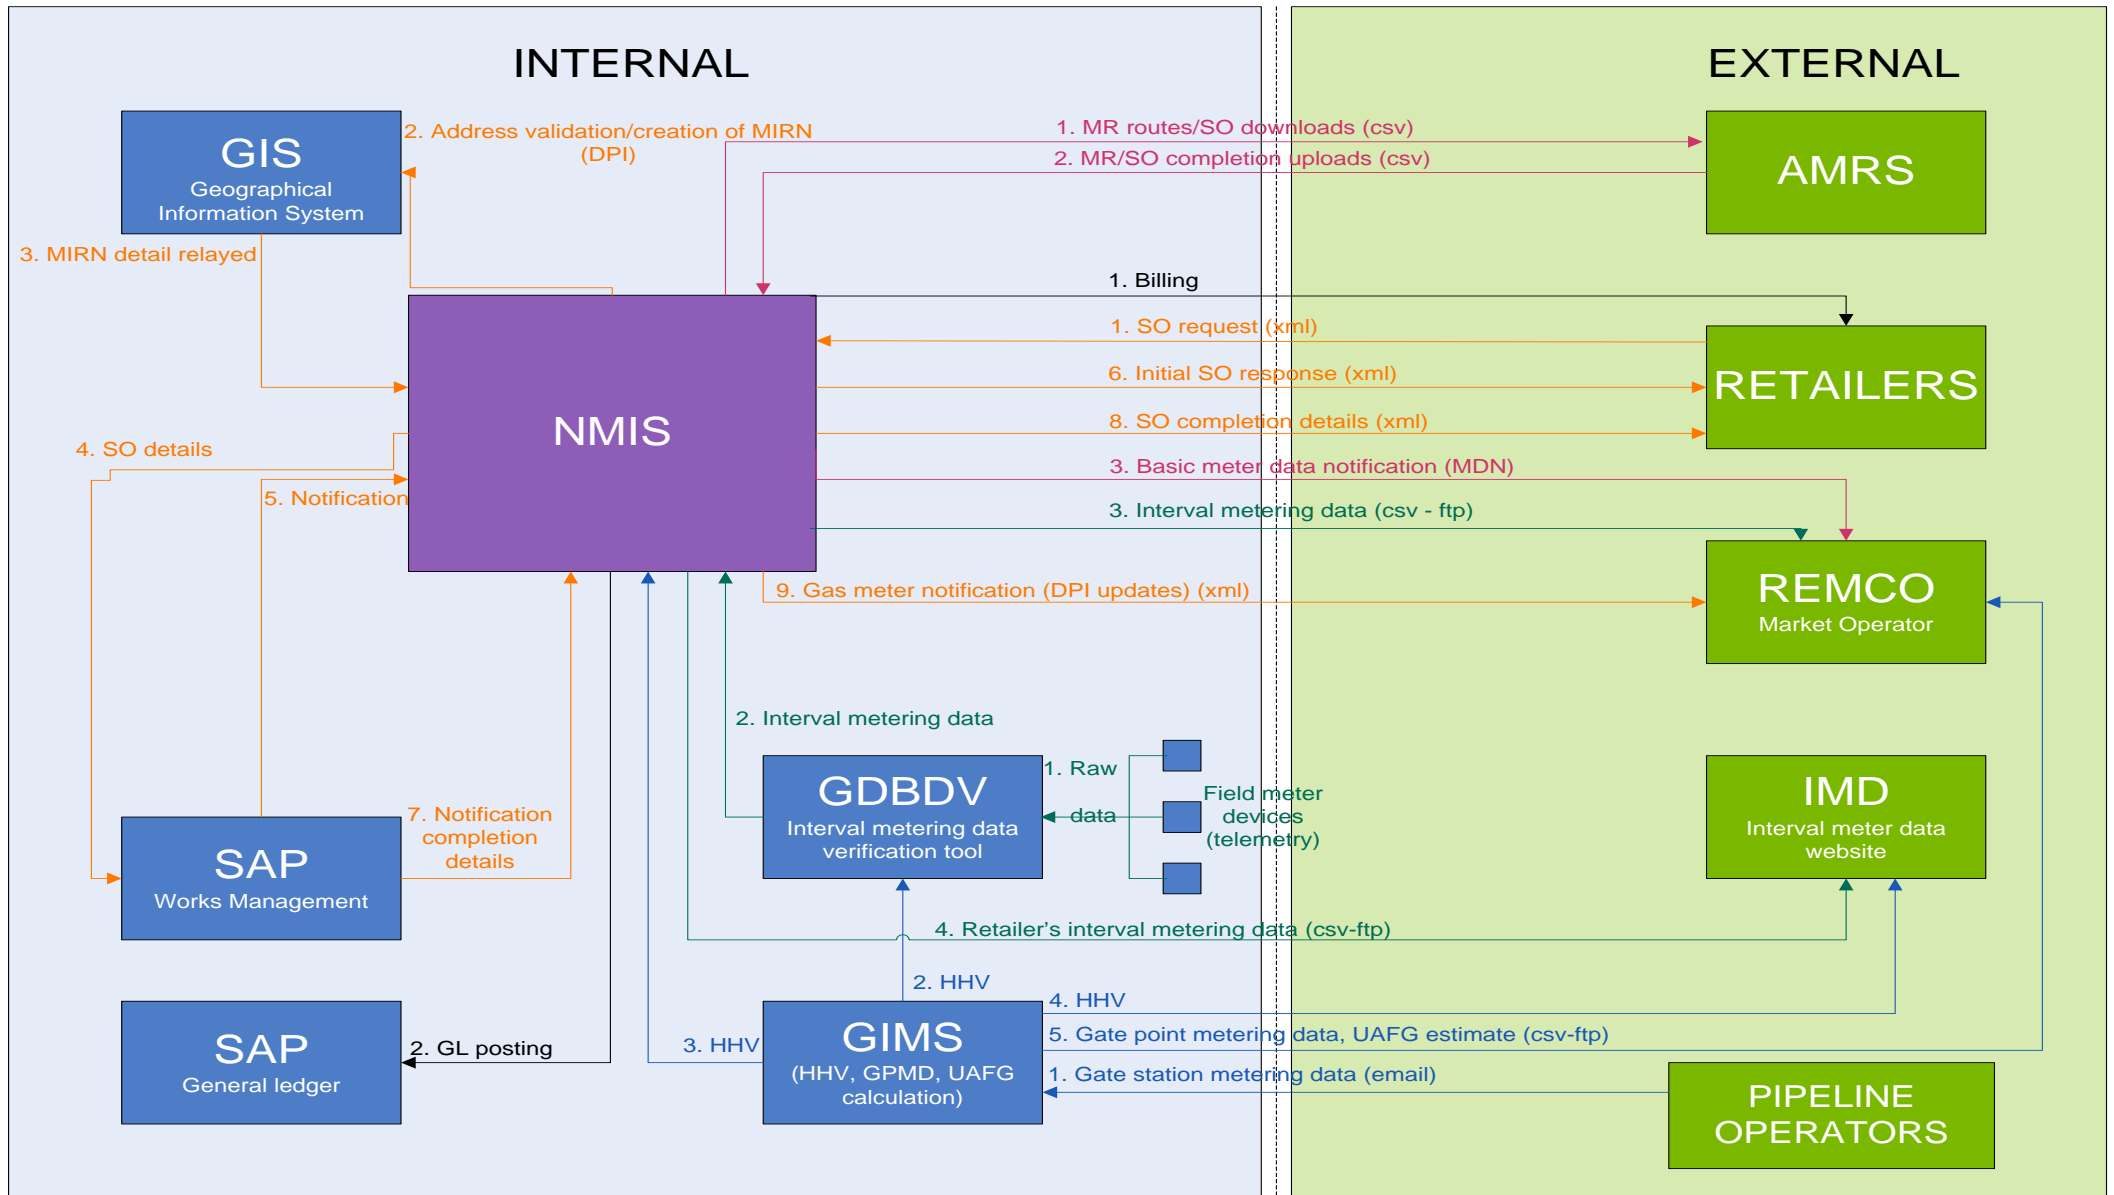 INTERNAL
EXTERNAL
GIS
Geographical
Information System
2. Address validation/creation of MIRN
(DPI)
1. MR routes/SO downloads (csv)
2. MR/SO completion uploads (csv)
AMRS
3. MIRN detail relayed
1. Billing
1. SO request (xml)
6. Initial SO response (xml)
RETAILERS
NMIS
8. SO completion details (xml)
4. SO details
3. Basic meter data notification (MDN)
5. Notification
3. Interval metering data (csv - ftp)
9. Gas meter notification (DPI updates) (xml)
REMCO
Market Operator
2. Interval metering data
1. Raw
data
Field meter
devices
(telemetry)
GDBDV
Interval metering data
verification tool
IMD
Interval meter data
website
7. Notification
completion
details
SAP
Works Management
4. Retailer’s interval metering data (csv-ftp)
2. HHV
4. HHV
5. Gate point metering data, UAFG estimate (csv-ftp)
3. HHV
GIMS
(HHV, GPMD, UAFG
calculation)
1. Gate station metering data (email)
SAP
General ledger
2. GL posting
PIPELINE
OPERATORS